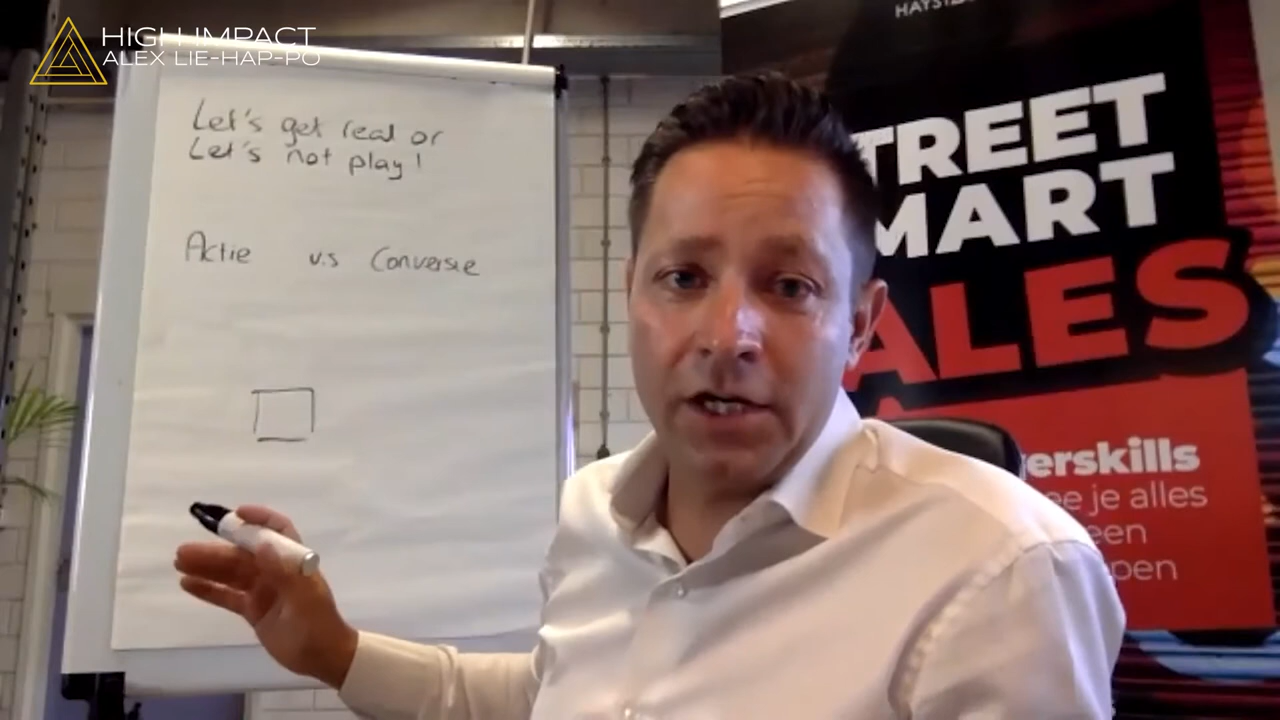 HIGH IMPACT
ALEX LIE-HAP-PO
Let's get real or
Let's not play!
Actie v.s Conversie
TREET
MART
ALES
erskills
ee je alles
een
pen